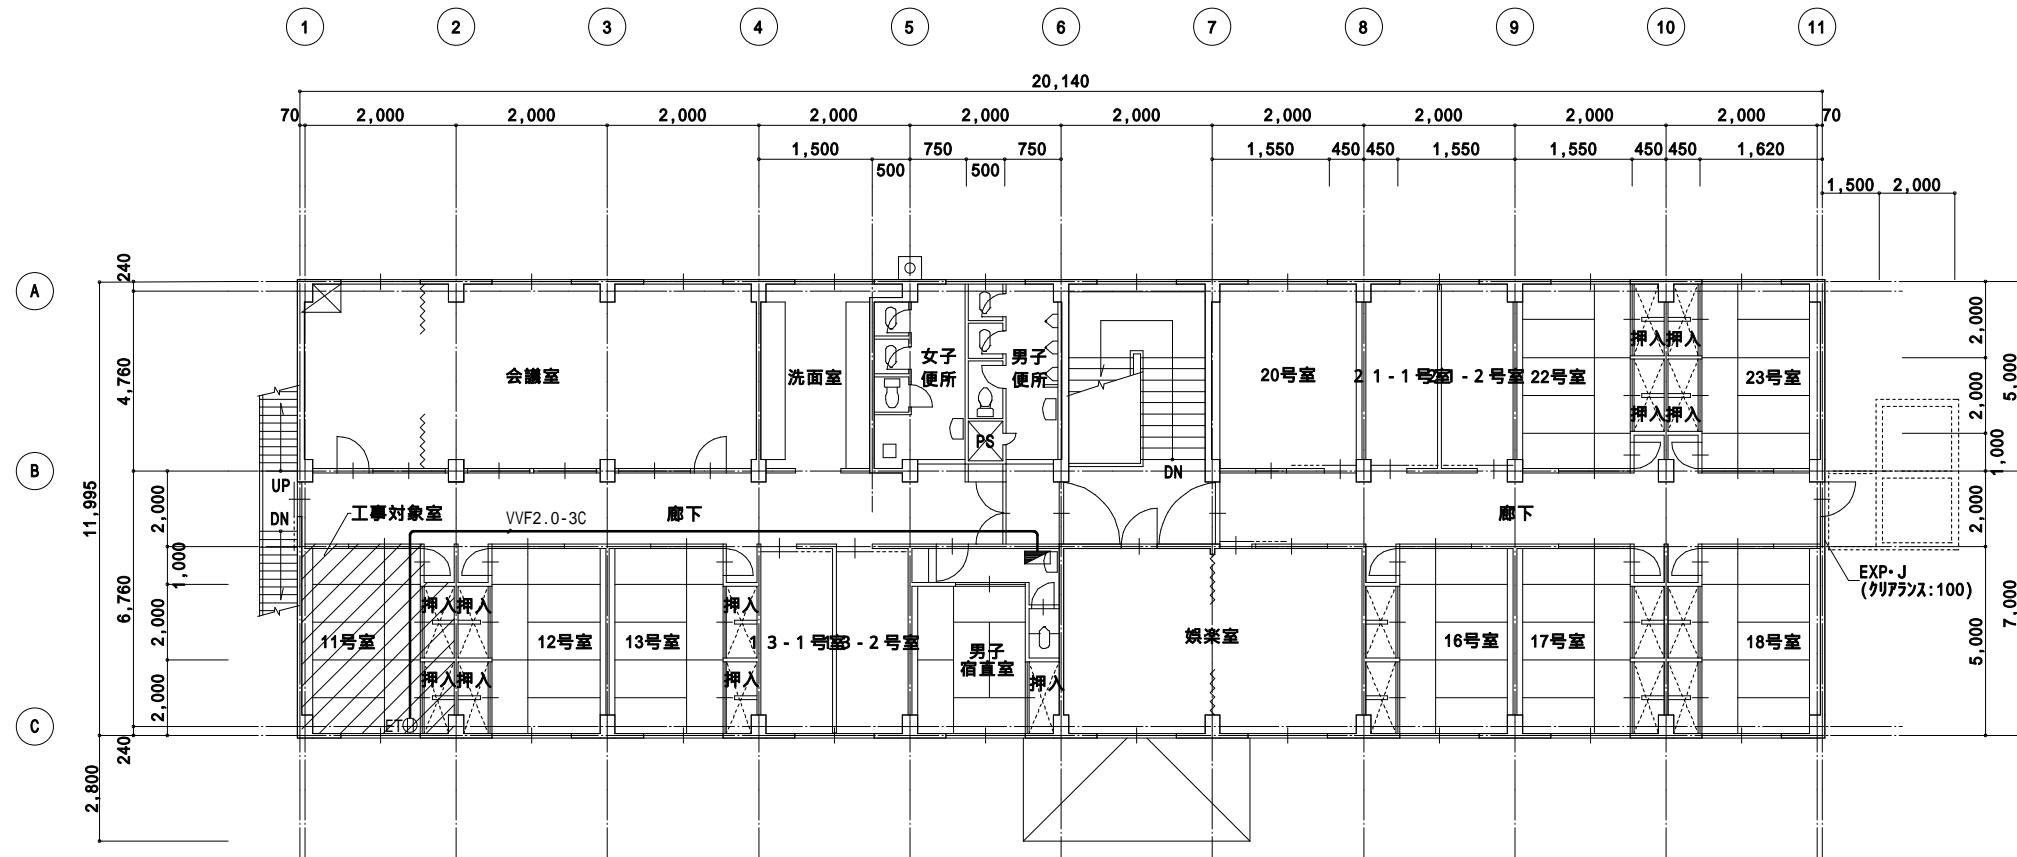 1 2 3 4 5 6 7 8 9 10 11
20,140
70 2,000 2,000 2,000 2,000 2,000 2,000 2,000 2,000 2,000 2,000 70
1,500 750 750 1,550 450 450 1,550 1,550 450 450 1,620
500 500
1,500 2,000
A
B
C
240
4,760
11,995
6,760
240
2,800
2,000
1,000
2,000
2,000
2,000
2,000
1,000
2,000
5,000
5,000
7,000
会議室
洗面室
女子
便所
男子
便所
PS
DN
20号室
21-1号室
21-2号室
22号室
押入
押入
押入
押入
23号室
UP
DN
工事対象室
VVF2.0-3C
廊下
廊下
EXP・J
(クリアランス:100)
11号室
押入
押入
押入
押入
12号室
13号室
押入
押入
13-1号室
13-2号室
男子
宿直室
押入
娯楽室
16号室
17号室
18号室
ET